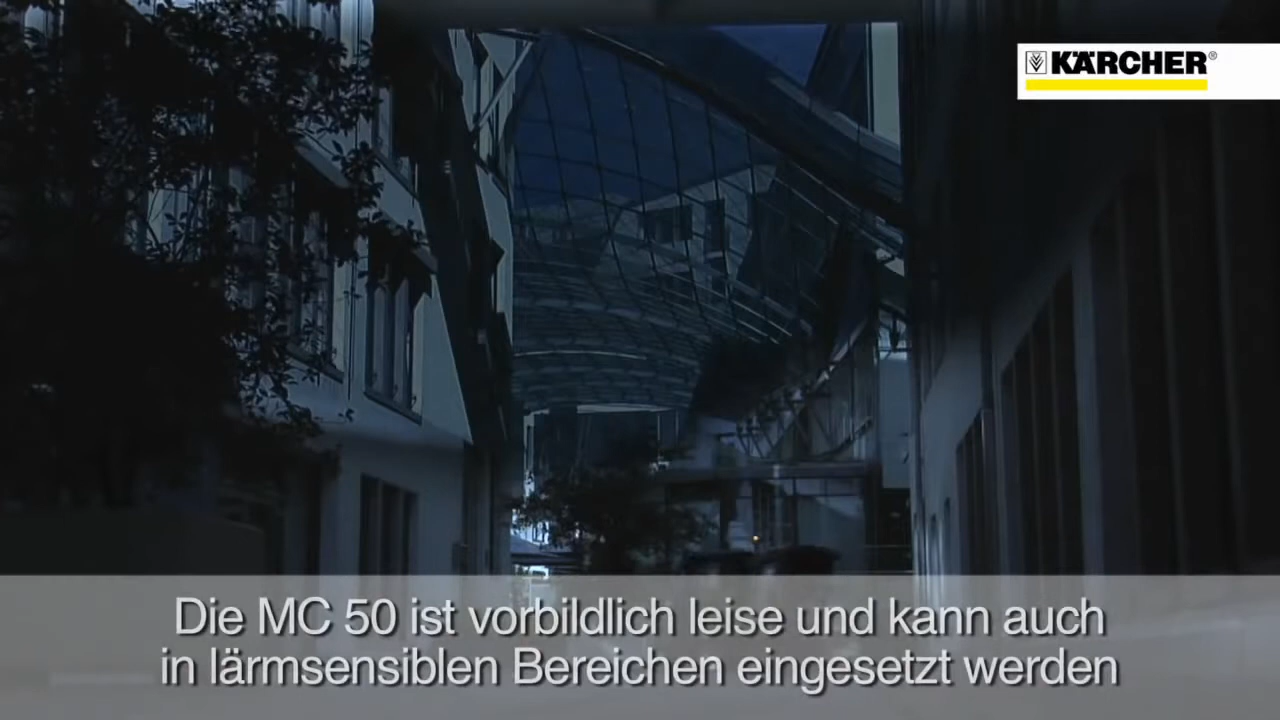 KÄRCHER®
Die MC 50 ist vorbildlich leise und kann auch
in lärmsensiblen Bereichen eingesetzt werden